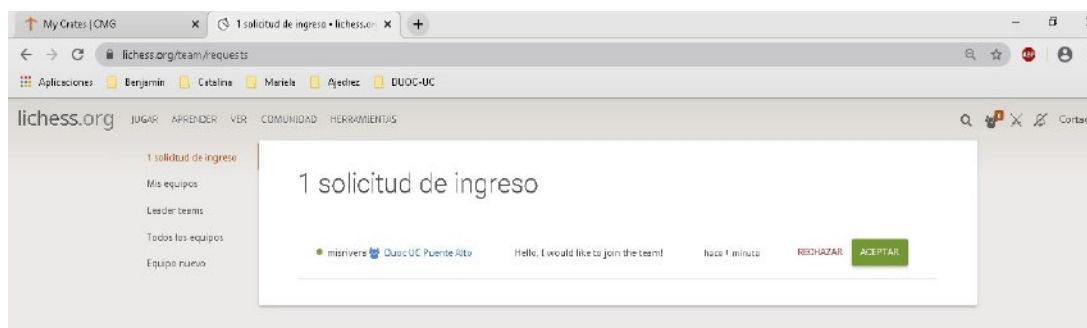 My Crates | CMG
1 solicitud de ingreso • lichess.or
lichess.org/team/requests
Aplicaciones Benjamín Catalina Mariela Ajedrez DUOC-UC
lichess.org JUGAR APRENDER VER COMUNIDAD HERRAMIENTAS
1 solicitud de ingreso
Mis equipos
Leader teams
Todos los equipos
Equipo nuevo
1 solicitud de ingreso
misrivera Duoc UC Puente Alto Hello, I would like to join the team! hace 1 minuto RECHAZAR ACEPTAR